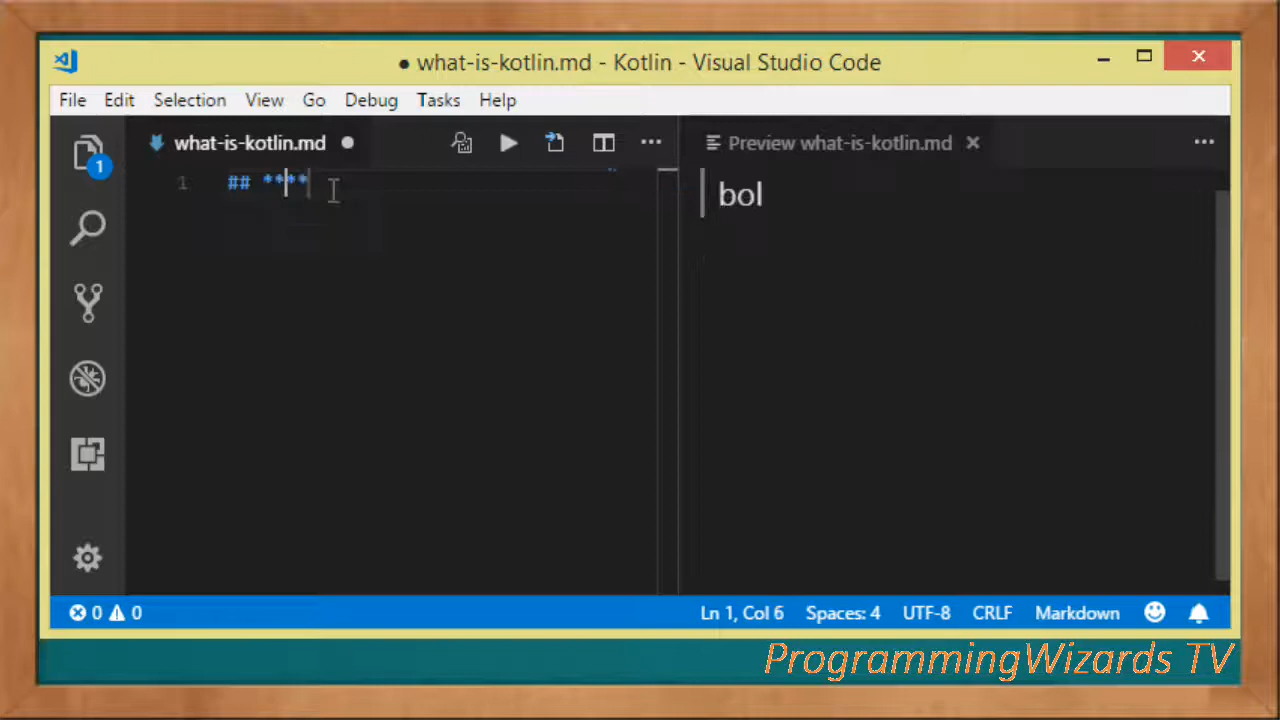 ● what-is-kotlin.md - Kotlin - Visual Studio Code
File Edit Selection View Go Debug Tasks Help
what-is-kotlin.md
Preview what-is-kotlin.md
1
1 ## ****
bol
0 0
Ln 1, Col 6 Spaces: 4 UTF-8 CRLF Markdown
ProgrammingWizards TV